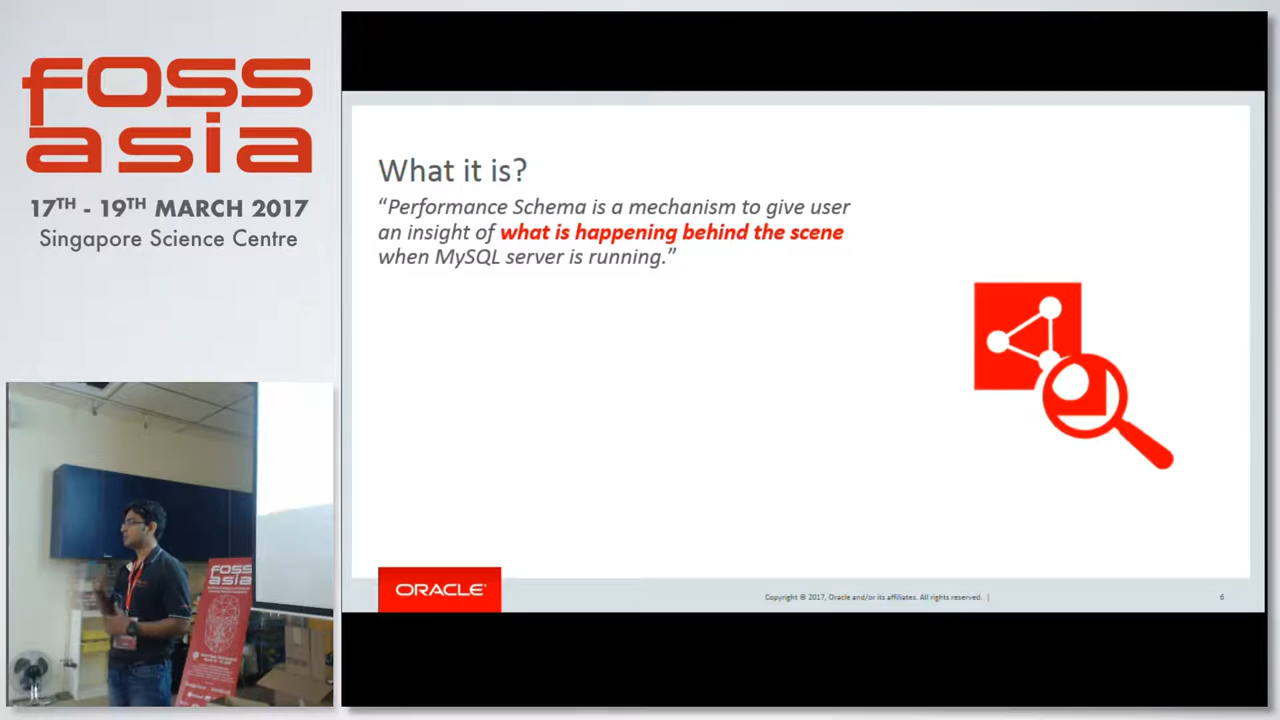 foss
asia
17TH - 19TH MARCH 2017
Singapore Science Centre
What it is?
“Performance Schema is a mechanism to give user
an insight of what is happening behind the scene
when MySQL server is running.”
ORACLE®
Copyright © 2017, Oracle and/or its affiliates. All rights reserved. |
6
foss
asia